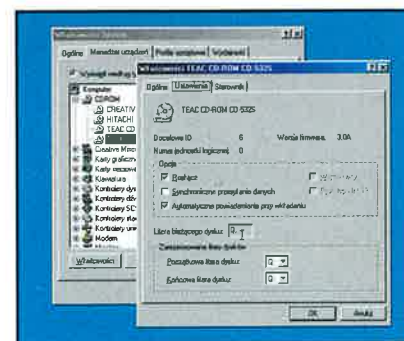 Ogólne Menedżer urządzeń Profile sprzętowe Wydajność
Komputer
CD-ROM
CREATIV
HITACHI
TEAC CD
Karty graficzne
Klawiatura
Modem
Właściwości
Właściwości TEAC CD-ROM CD-532S
Ogólne Ustawienia Sterownik
TEAC CD-ROM CD-532S
Docelowe ID 6 Wersja firmware. 3.0A
Numer jednostki logicznej 0
Opcje
Rozłącz
Synchroniczne przesyłanie danych
Automatyczne powiadomienie przy wkładaniu
Litera bieżącego dysku: Q:
Zarezerwowane litery dysków
Początkowa litera dysku: Q:
Końcowa litera dysku: Q:
OK Anuluj